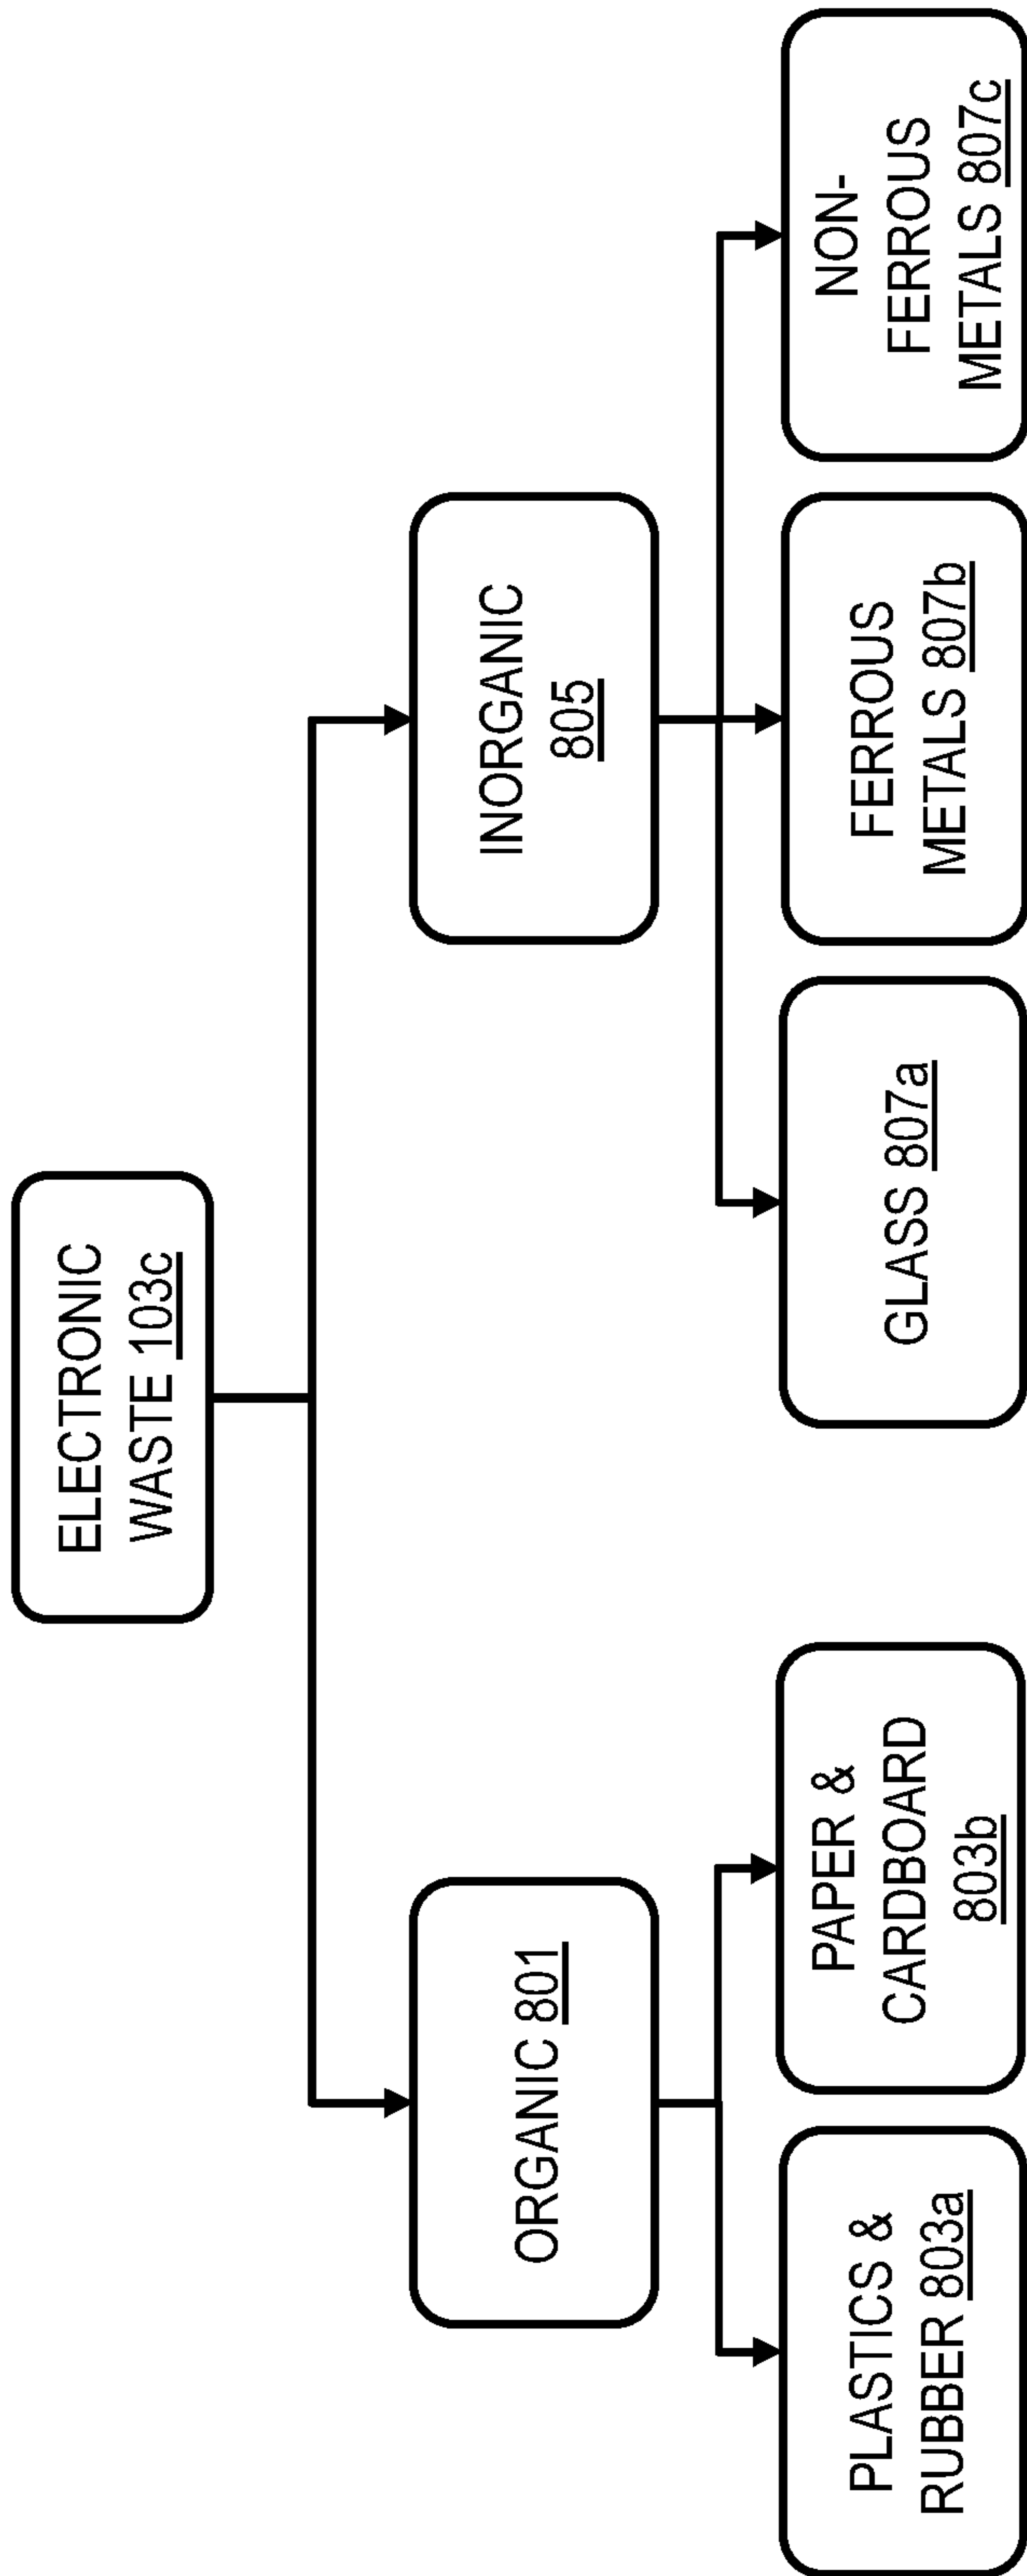 ELECTRONIC
WASTE 103c
ORGANIC 801
INORGANIC
805
PLASTICS &
RUBBER 803a
PAPER &
CARDBOARD
803b
GLASS 807a
FERROUS
METALS 807b
NON-
FERROUS
METALS 807c